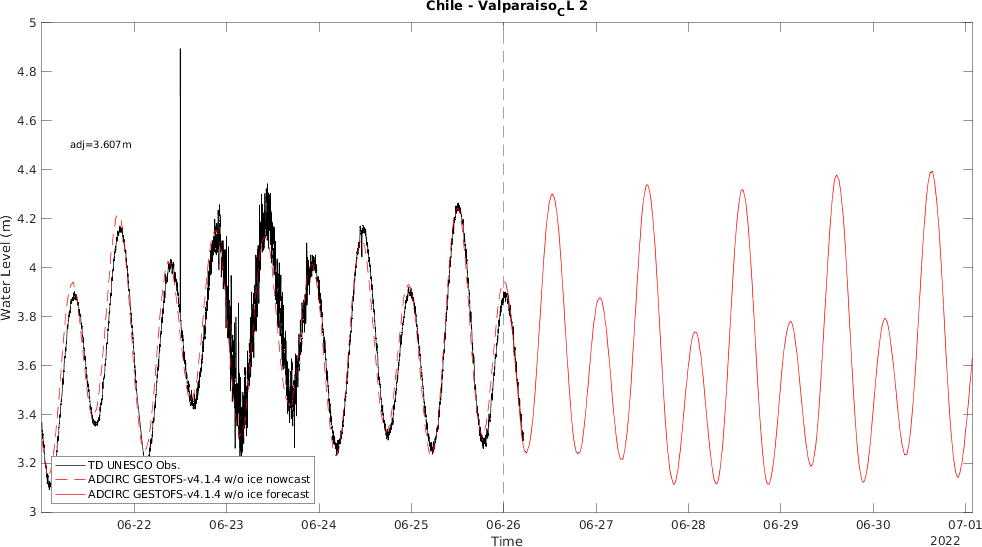 Chile - Valparaiso_CL 2
5
4.8
4.6
adj=3.607m
4.4
4.2
4
3.8
3.6
3.4
3.2
3
Water Level (m)
TD UNESCO Obs.
ADCIRC GESTOFS-v4.1.4 w/o ice nowcast
ADCIRC GESTOFS-v4.1.4 w/o ice forecast
06-22 06-23 06-24 06-25 06-26 06-27 06-28 06-29 06-30 07-01
Time
2022